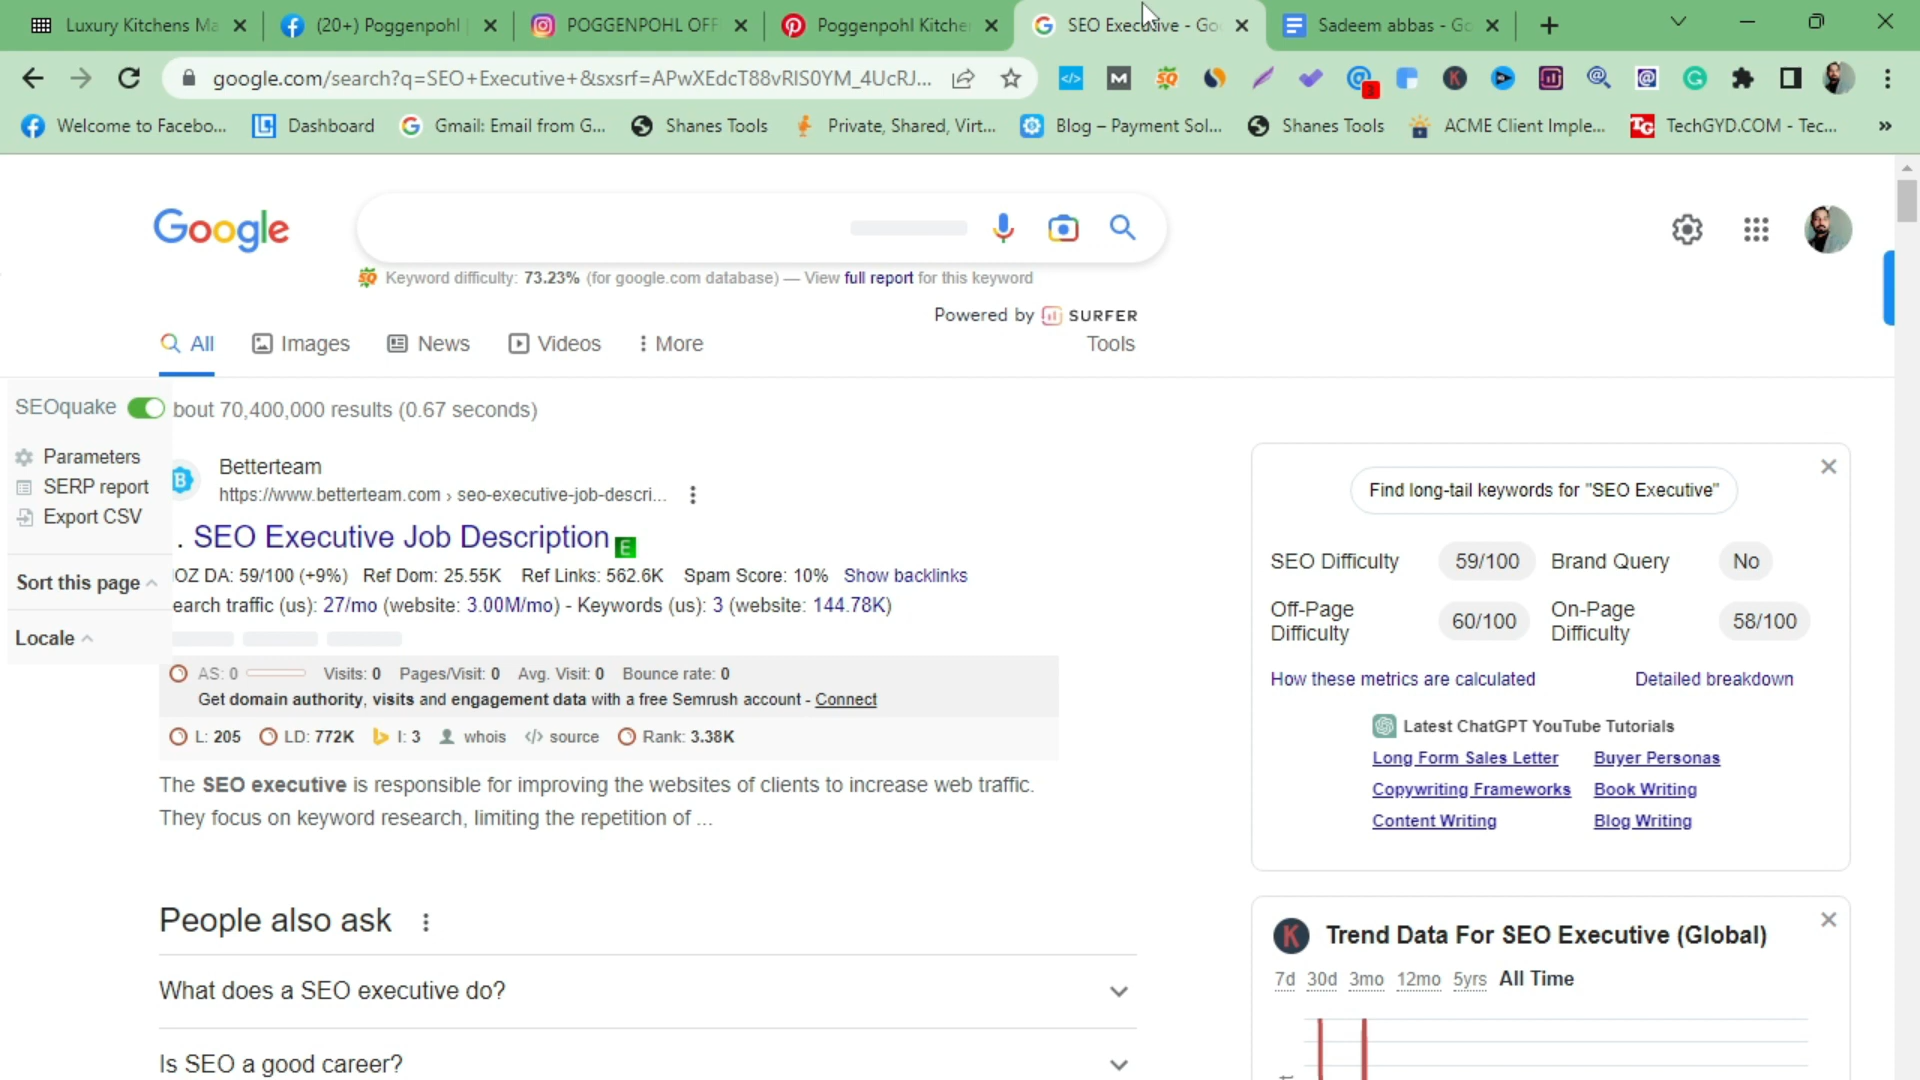 Luxury Kitchens Ma
(20+) Poggenpohl
POGGENPOHL OFF
Poggenpohl Kitche
SEO Executive - Go
Sadeem abbas - Go
google.com/search?q=SEO+Executive+&sxsrf=APwXEdcT88vRIS0YM_4UcRJ...
Welcome to Facebo...
Dashboard
Gmail: Email from G...
Shanes Tools
Private, Shared, Virt...
Blog – Payment Sol...
Shanes Tools
ACME Client Imple...
TechGYD.COM - Tec...
Google
Keyword difficulty: 73.23% (for google.com database) — View full report for this keyword
Powered by SURFER
All
Images
News
Videos
More
Tools
SEOquake
bout 70,400,000 results (0.67 seconds)
Parameters
SERP report
Export CSV
Sort this page
Locale
Betterteam
https://www.betterteam.com › seo-executive-job-descri...
. SEO Executive Job Description
OZ DA: 59/100 (+9%) Ref Dom: 25.55K Ref Links: 562.6K Spam Score: 10% Show backlinks
earch traffic (us): 27/mo (website: 3.00M/mo) - Keywords (us): 3 (website: 144.78K)
AS: 0 Visits: 0 Pages/Visit: 0 Avg. Visit: 0 Bounce rate: 0
Get domain authority, visits and engagement data with a free Semrush account - Connect
L: 205 LD: 772K I: 3 whois source Rank: 3.38K
The SEO executive is responsible for improving the websites of clients to increase web traffic.
They focus on keyword research, limiting the repetition of ...
People also ask
What does a SEO executive do?
Is SEO a good career?
Find long-tail keywords for "SEO Executive"
SEO Difficulty 59/100 Brand Query No
Off-Page Difficulty 60/100 On-Page Difficulty 58/100
How these metrics are calculated
Detailed breakdown
Latest ChatGPT YouTube Tutorials
Long Form Sales Letter Buyer Personas
Copywriting Frameworks Book Writing
Content Writing Blog Writing
Trend Data For SEO Executive (Global)
7d 30d 3mo 12mo 5yrs All Time